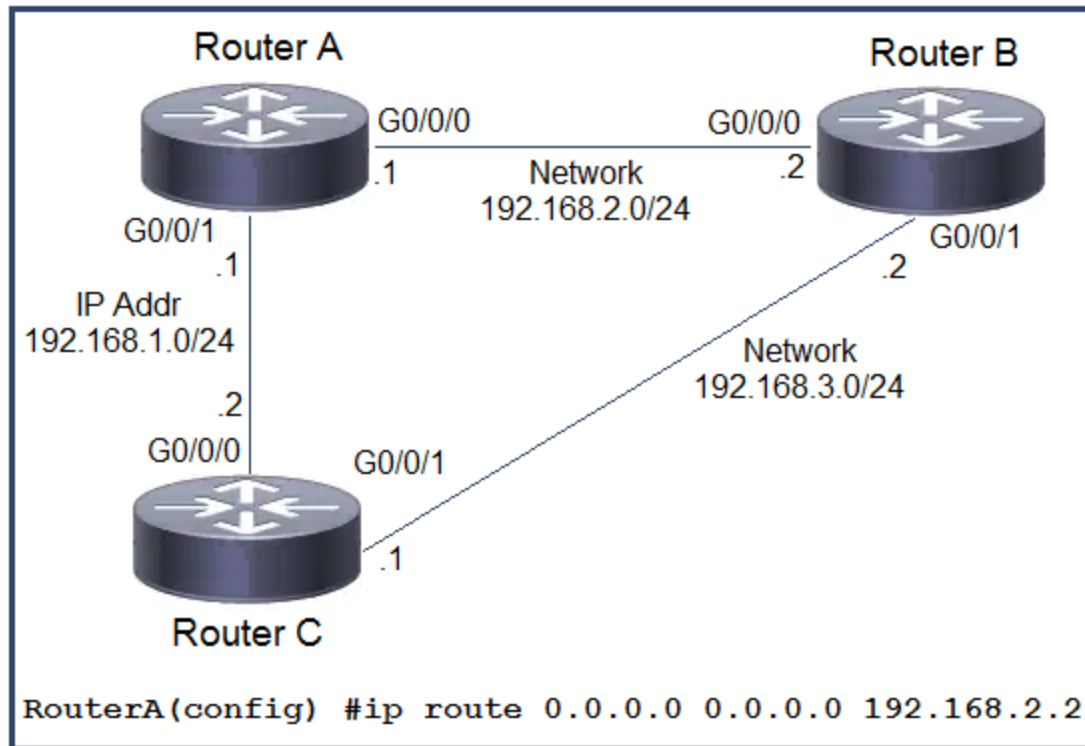 Router A
Router B
G0/0/0
G0/0/0
.1
Network
192.168.2.0/24
.2
G0/0/1
.1
G0/0/1
.2
IP Addr
192.168.1.0/24
Network
192.168.3.0/24
.2
G0/0/0
G0/0/1
.1
Router C
RouterA(config) #ip route 0.0.0.0 0.0.0.0 192.168.2.2